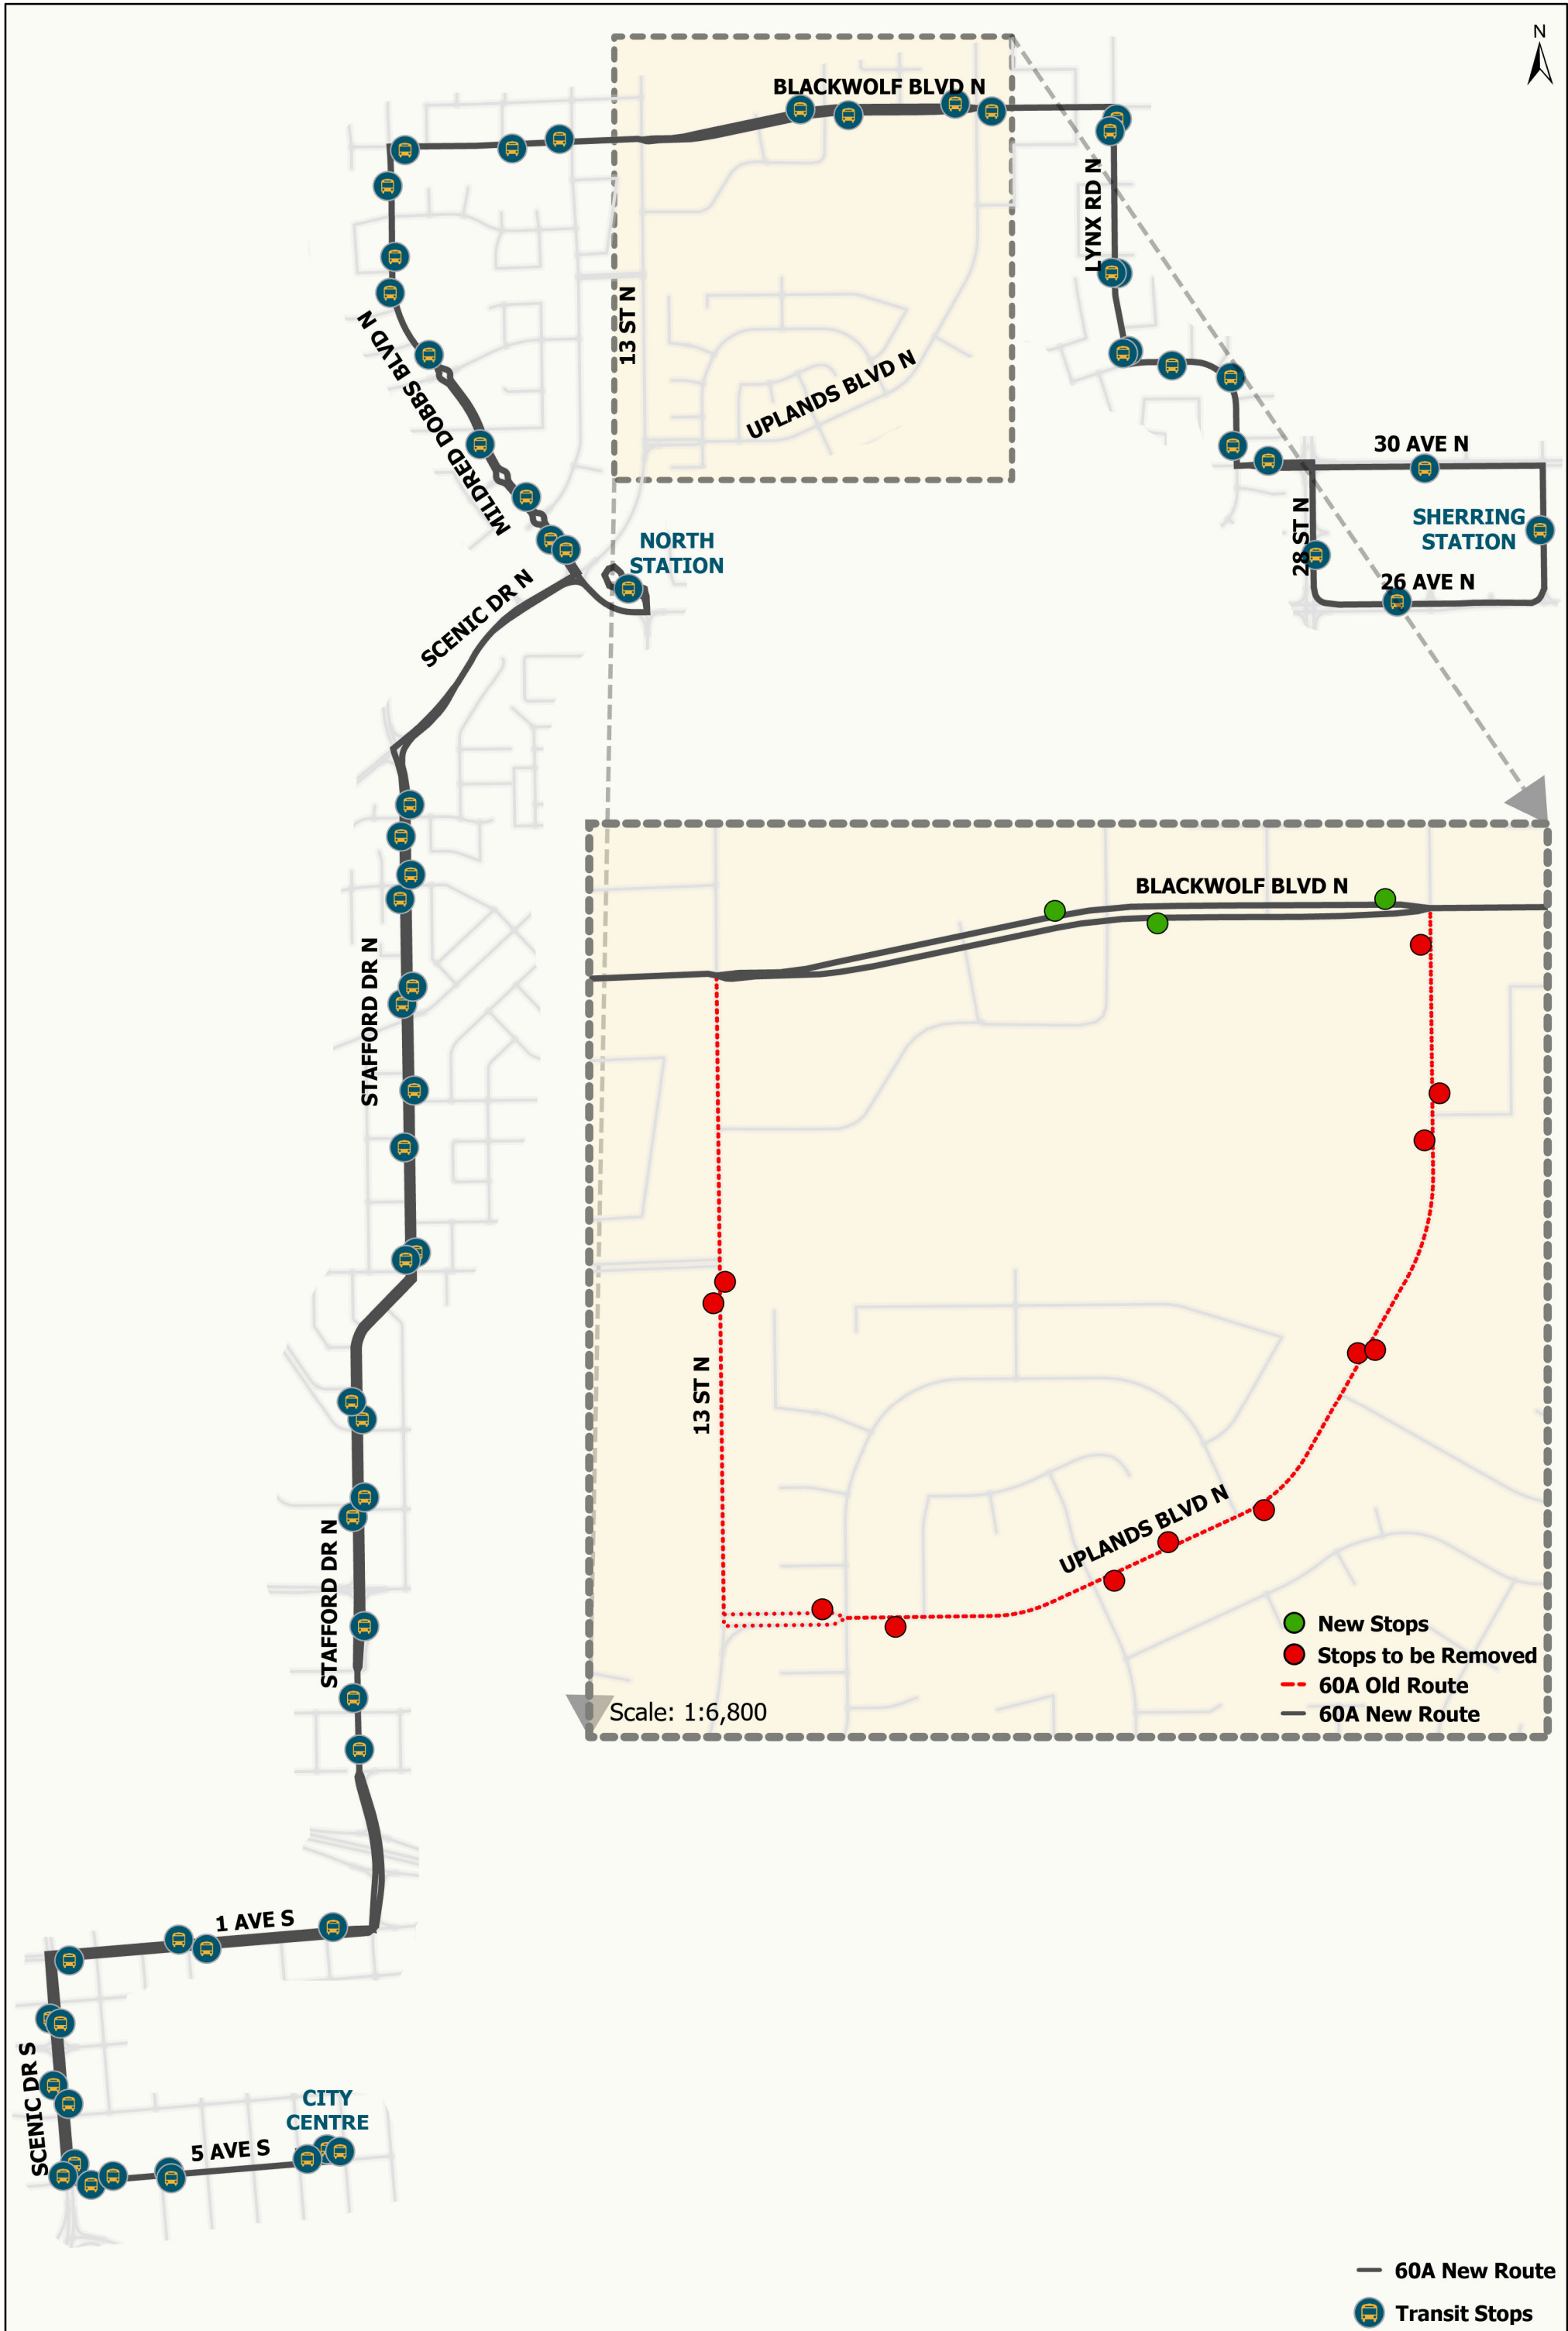 N
BLACKWOLF BLVD N
LYNX RD N
13 ST N
MILDRED DOBBS BLVD N
UPLANDS BLVD N
30 AVE N
28 ST N
SHERRING
STATION
26 AVE N
NORTH
STATION
SCENIC DR N
BLACKWOLF BLVD N
STAFFORD DR N
13 ST N
UPLANDS BLVD N
STAFFORD DR N
New Stops
Stops to be Removed
60A Old Route
60A New Route
Scale: 1:6,800
1 AVE S
SCENIC DR S
CITY
CENTRE
5 AVE S
60A New Route
Transit Stops